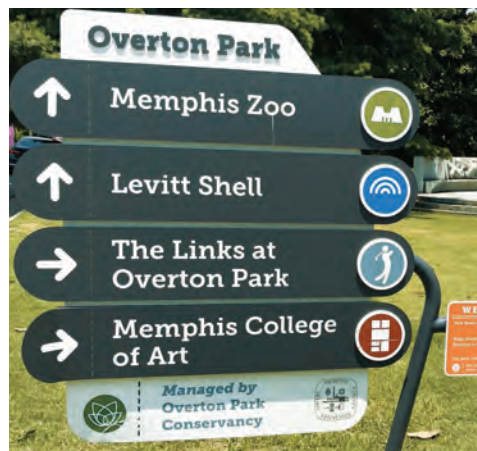 Overton Park
Memphis Zoo
Levitt Shell
The Links at
Overton Park
Memphis College
of Art
Managed by
Overton Park
Conservancy
WE